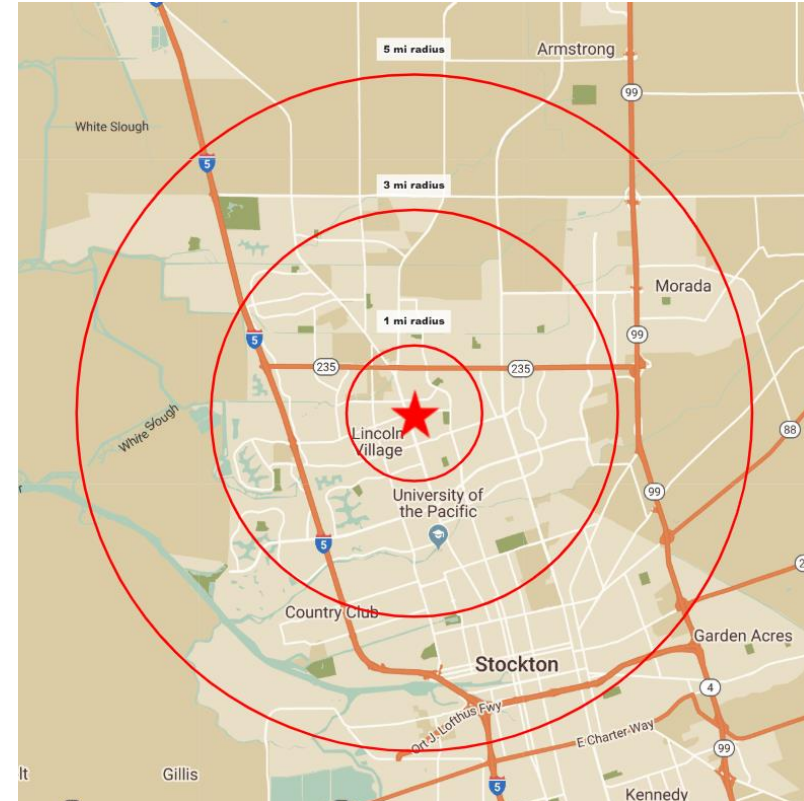 5
5 mi radius
Armstrong
99
White Slough
5
3 mi radius
Morada
1 mi radius
99
5
235
235
White Slough
88
Lincoln
Village
University of
the Pacific
99
5
Country Club
Garden Acres
Stockton
4
Ort J. Lofthus Fwy
E Charter Way
99
Gillis
5
Kennedy